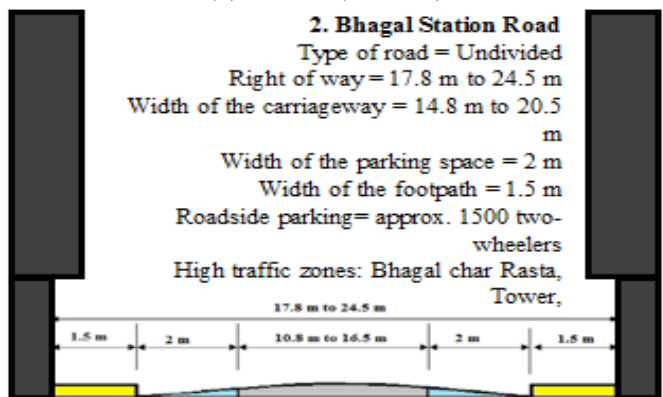 2. Bhagal Station Road
Type of road = Undivided
Right of way = 17.8 m to 24.5 m
Width of the carriageway = 14.8 m to 20.5
m
Width of the parking space = 2 m
Width of the footpath = 1.5 m
Roadside parking= approx. 1500 two-
wheelers
High traffic zones: Bhagal char Rasta,
Tower,
17.8 m to 24.5 m
1.5 m 2 m 10.8 m to 16.5 m 2 m 1.5 m